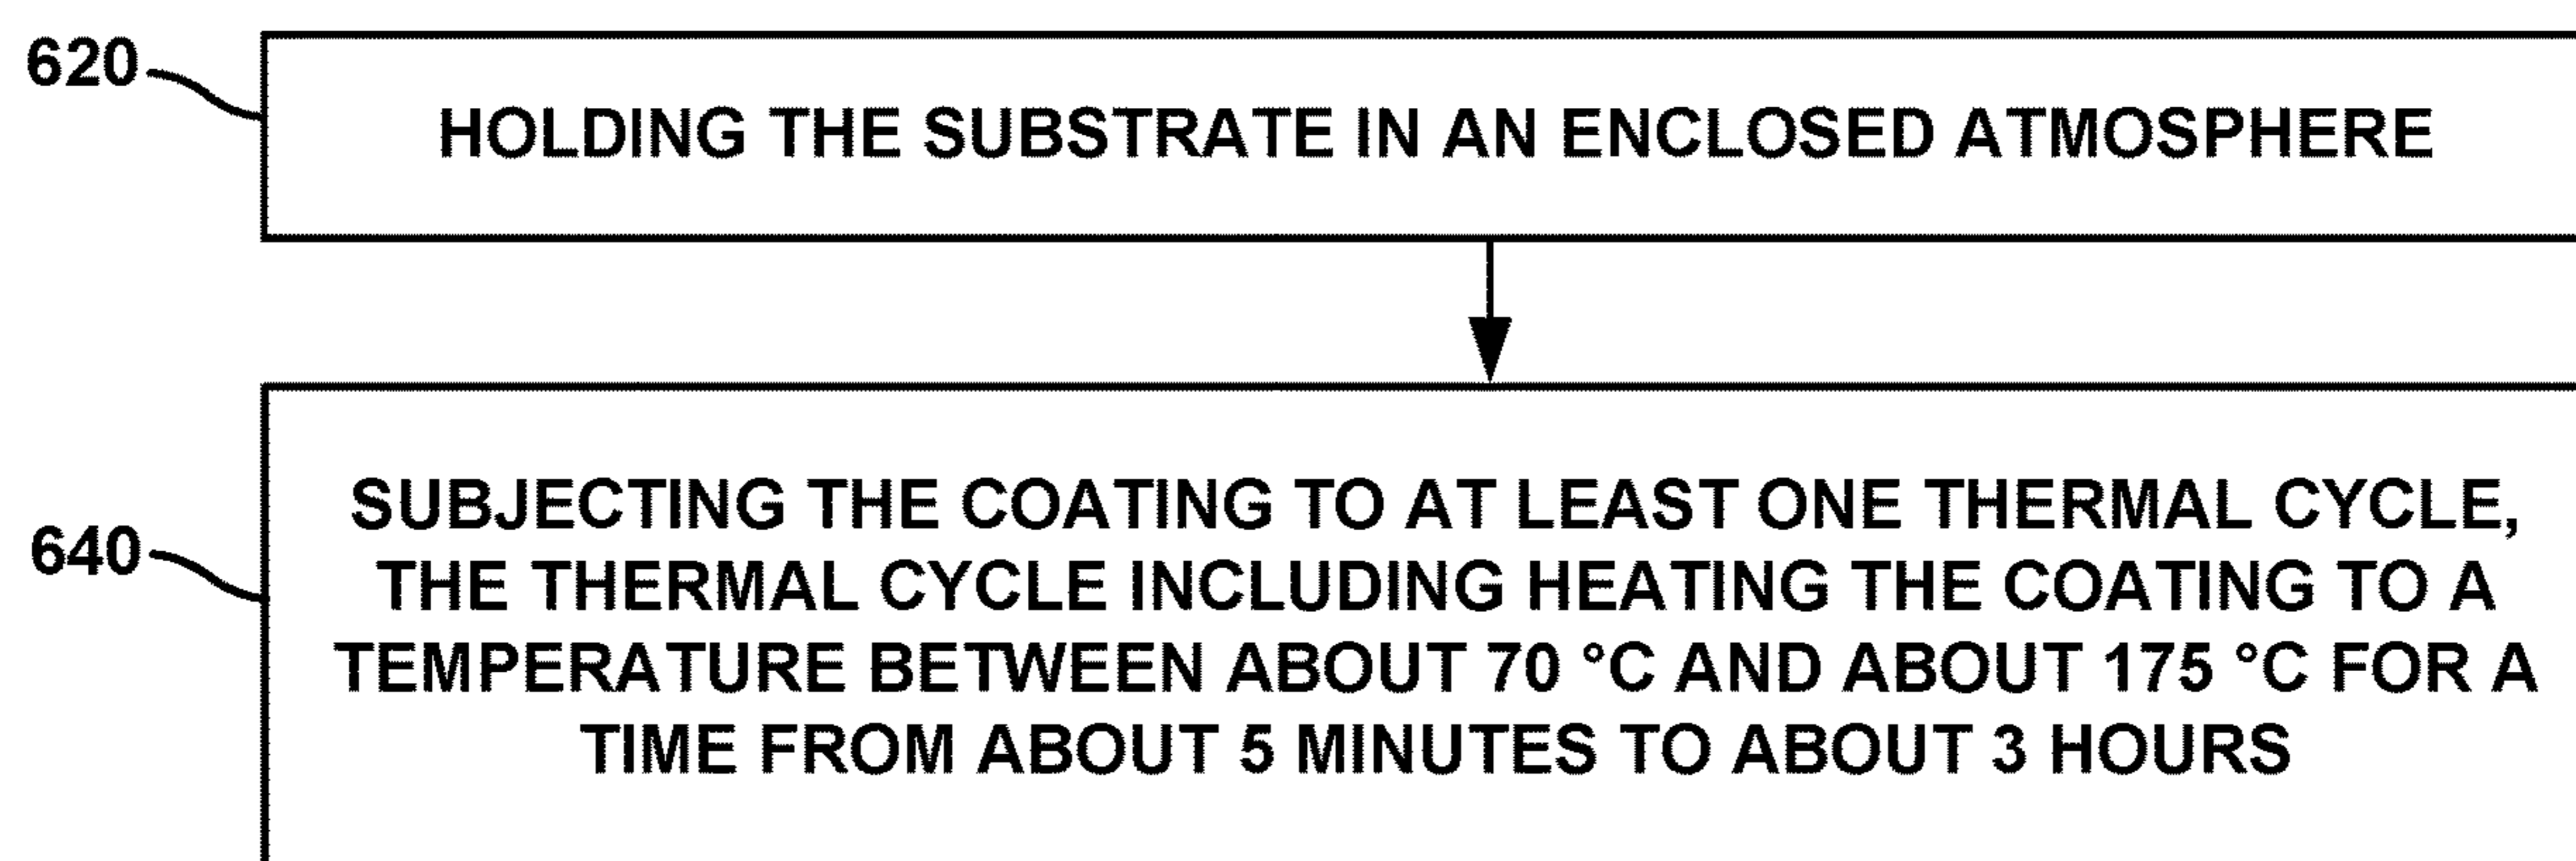 620
HOLDING THE SUBSTRATE IN AN ENCLOSED ATMOSPHERE
640
SUBJECTING THE COATING TO AT LEAST ONE THERMAL CYCLE,
THE THERMAL CYCLE INCLUDING HEATING THE COATING TO A
TEMPERATURE BETWEEN ABOUT 70 °C AND ABOUT 175 °C FOR A
TIME FROM ABOUT 5 MINUTES TO ABOUT 3 HOURS